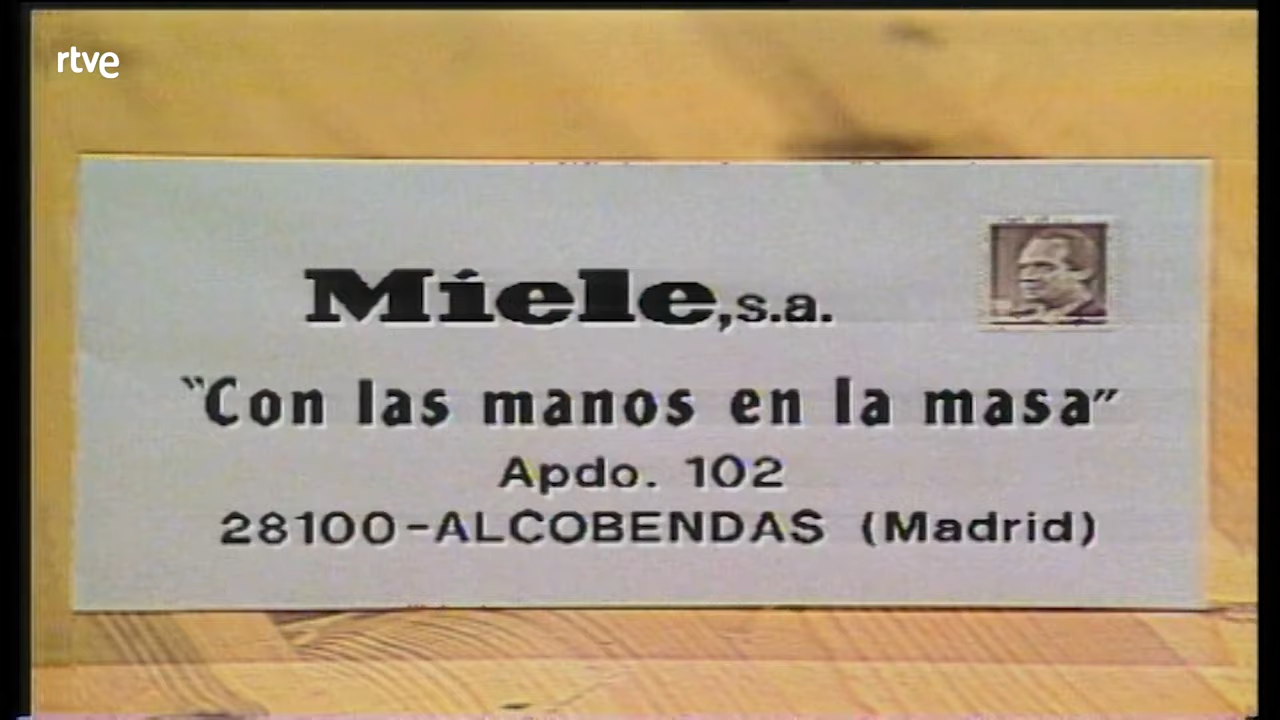 rtve
Miele,s.a.
"Con las manos en la masa"
Apdo. 102
28100-ALCOBENDAS (Madrid)